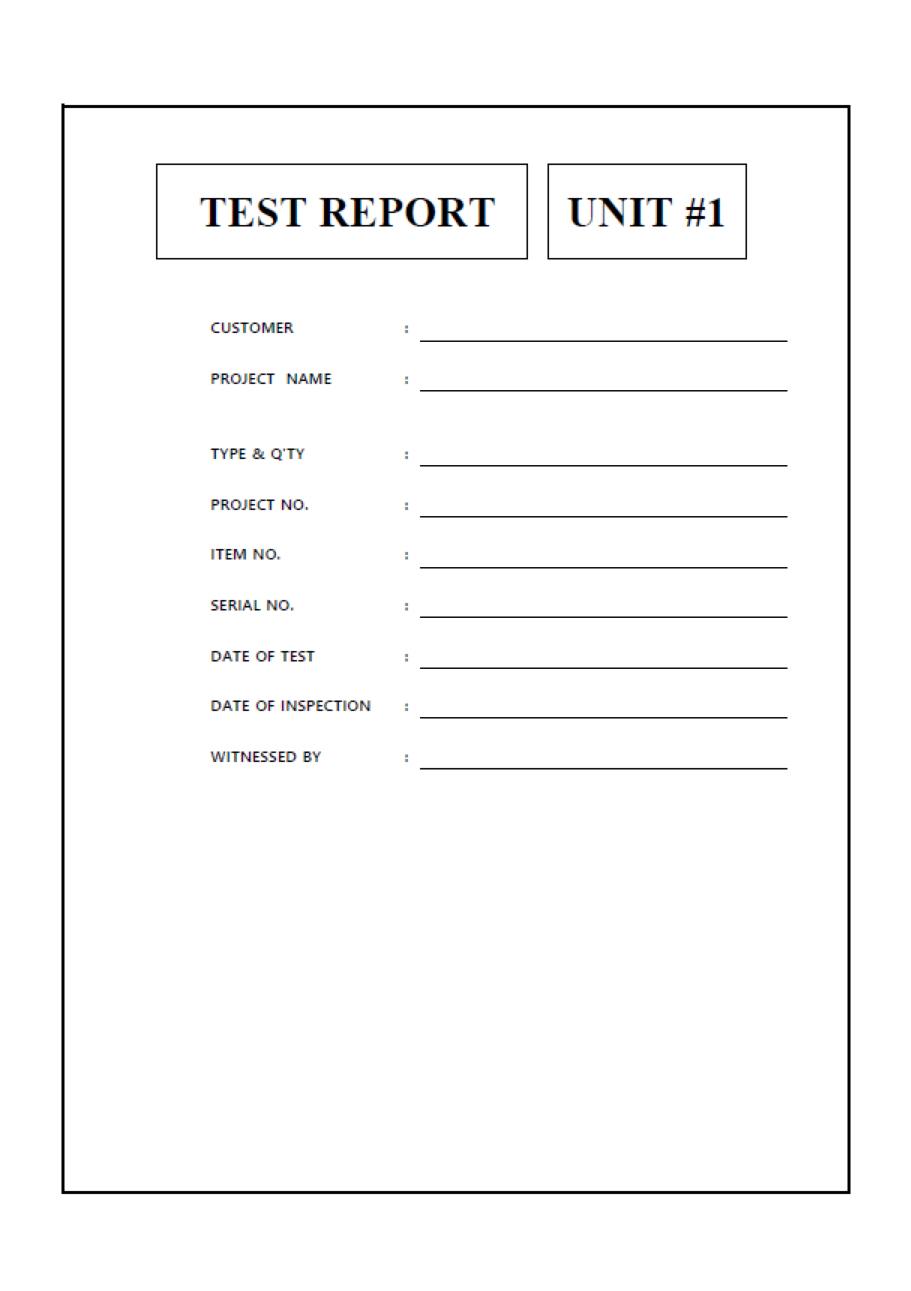 TEST REPORT UNIT #1
CUSTOMER :
PROJECT NAME :
TYPE & Q'TY :
PROJECT NO. :
ITEM NO. :
SERIAL NO. :
DATE OF TEST :
DATE OF INSPECTION :
WITNESSED BY :